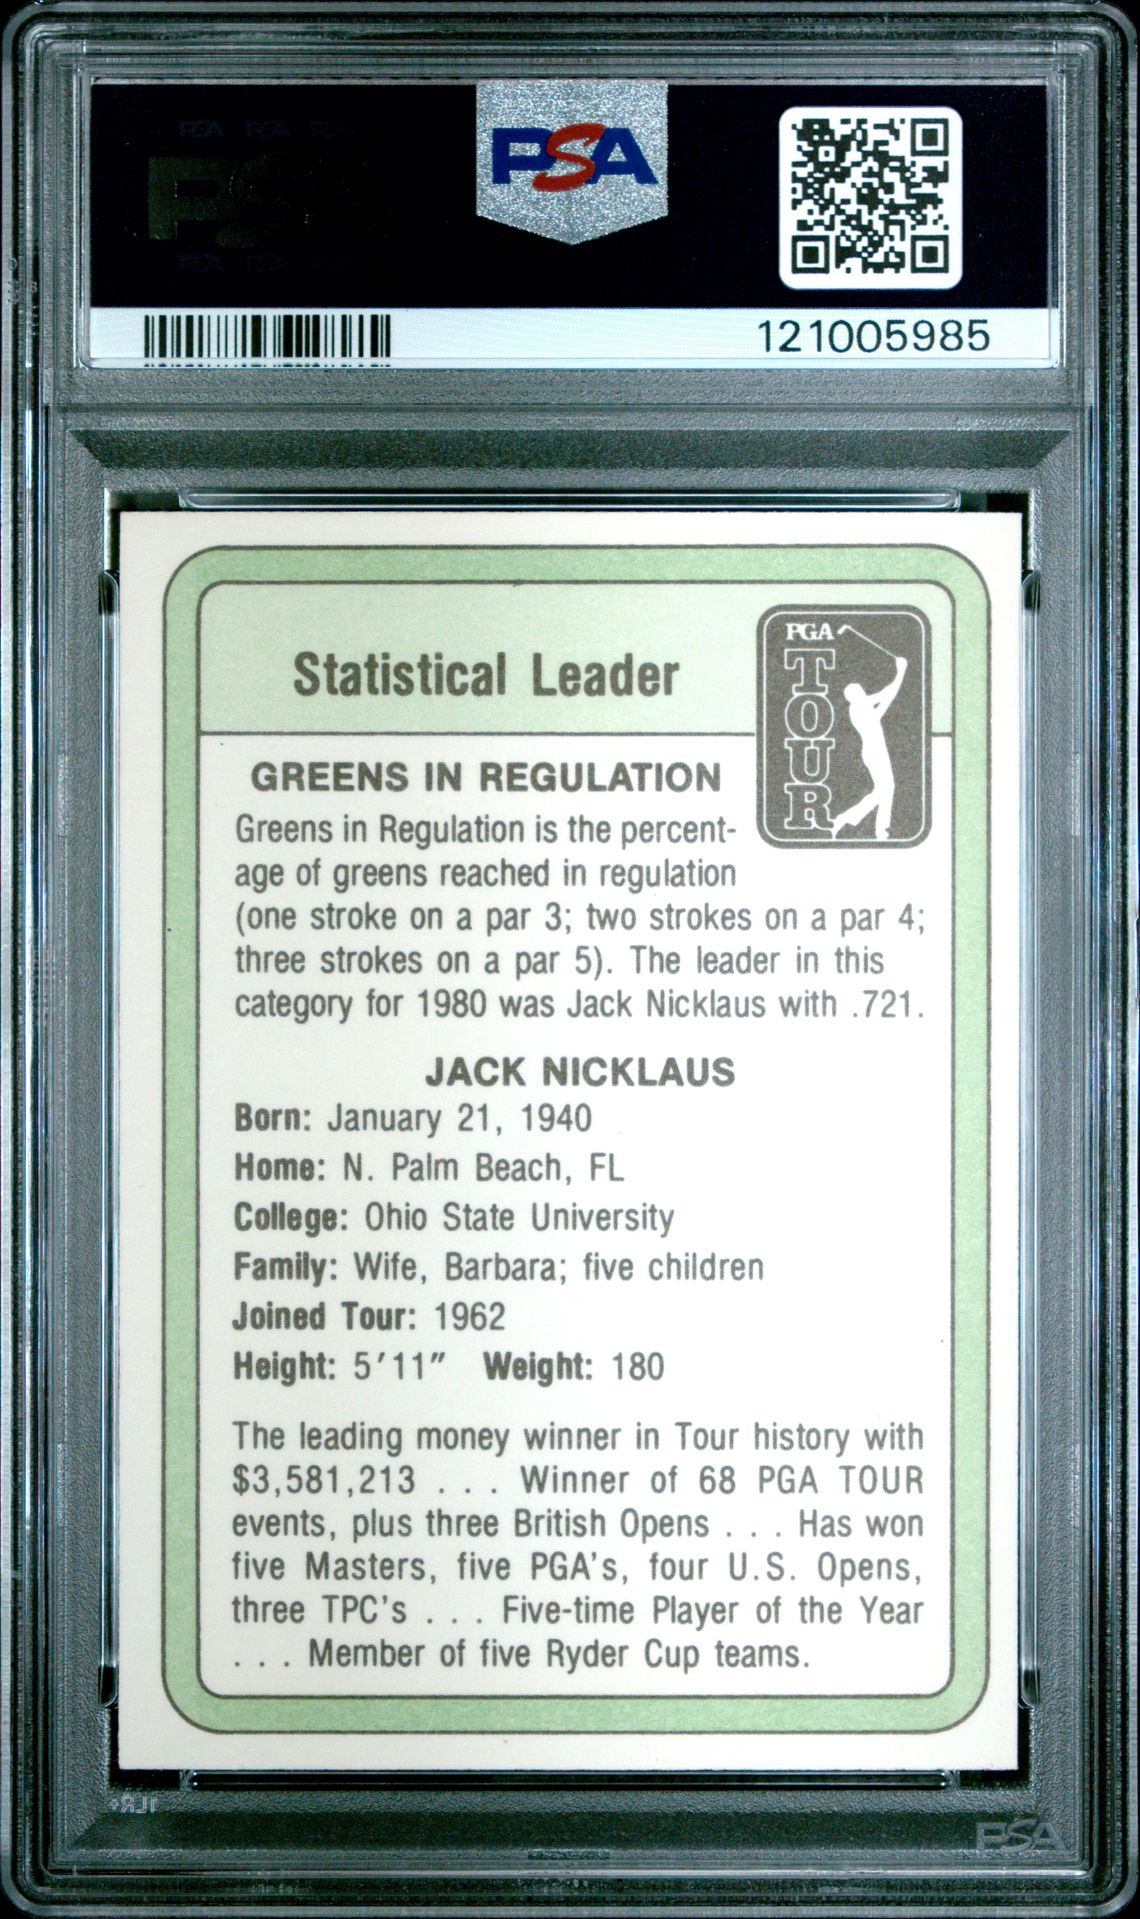 PSA
121005985
Statistical Leader
PGA
TOUR
GREENS IN REGULATION
Greens in Regulation is the percent-
age of greens reached in regulation
(one stroke on a par 3; two strokes on a par 4;
three strokes on a par 5). The leader in this
category for 1980 was Jack Nicklaus with .721.
JACK NICKLAUS
Born: January 21, 1940
Home: N. Palm Beach, FL
College: Ohio State University
Family: Wife, Barbara; five children
Joined Tour: 1962
Height: 5'11" Weight: 180
The leading money winner in Tour history with
$3,581,213 . . . Winner of 68 PGA TOUR
events, plus three British Opens . . . Has won
five Masters, five PGA's, four U.S. Opens,
three TPC's . . . Five-time Player of the Year
. . . Member of five Ryder Cup teams.
PSA